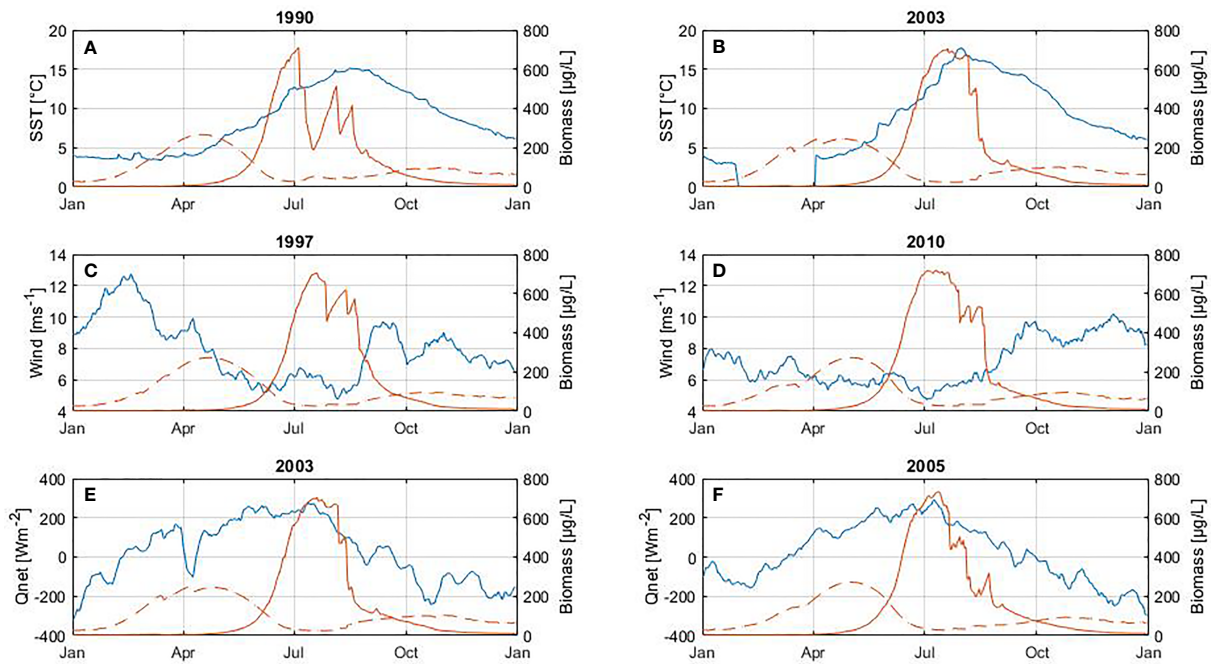 1990
A
20
15
10
5
0
SST [°C]
800
600
400
200
0
Biomass [µg/L]
Jan Apr Jul Oct Jan
2003
B
20
15
10
5
0
SST [°C]
800
600
400
200
0
Biomass [µg/L]
Jan Apr Jul Oct Jan
1997
C
14
12
10
8
6
4
Wind [ms-1]
800
600
400
200
0
Biomass [µg/L]
Jan Apr Jul Oct Jan
2010
D
14
12
10
8
6
4
Wind [ms-1]
800
600
400
200
0
Biomass [µg/L]
Jan Apr Jul Oct Jan
2003
E
400
200
0
-200
-400
Qnet [Wm-2]
800
600
400
200
0
Biomass [µg/L]
Jan Apr Jul Oct Jan
2005
F
400
200
0
-200
-400
Qnet [Wm-2]
800
600
400
200
0
Biomass [µg/L]
Jan Apr Jul Oct Jan